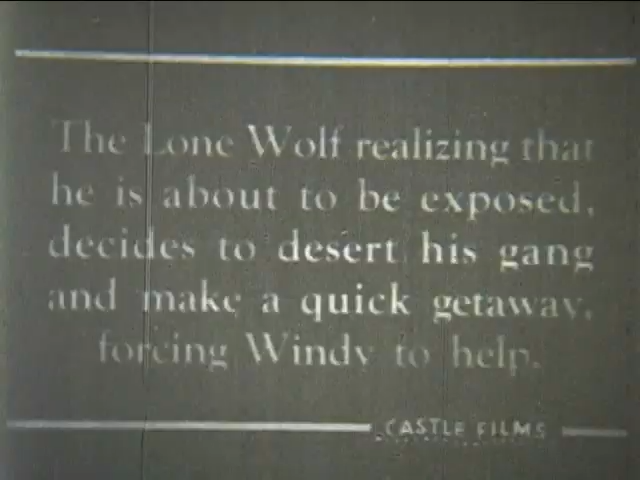 The Lone Wolf realizing that
he is about to be exposed,
decides to desert his gang
and make a quick getaway,
forcing Windy to help.
CASTLE FILMS